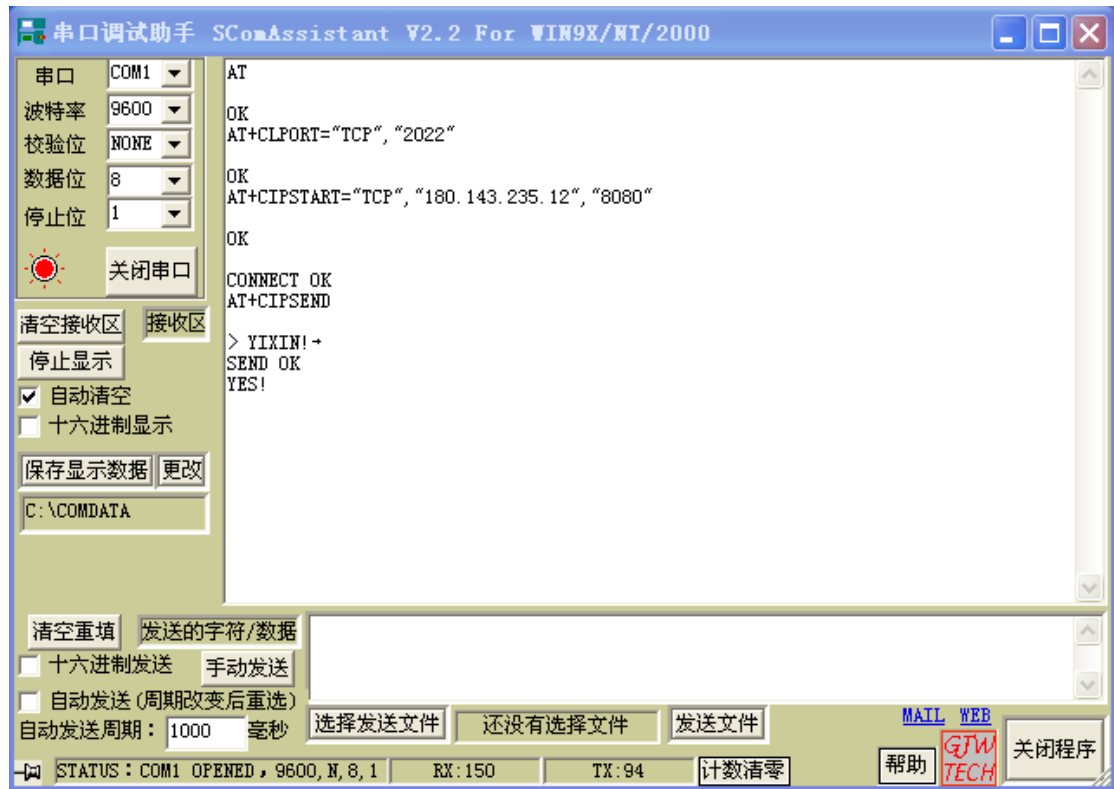 串口调试助手 SComAssistant V2.2 For WIN9X/NT/2000
串口 COM1
波特率 9600
校验位 NONE
数据位 8
停止位 1
关闭串口
清空接收区 接收区
停止显示
自动清空
十六进制显示
保存显示数据 更改
C:\COMDATA
AT
OK
AT+CLPORT="TCP","2022"
OK
AT+CIPSTART="TCP","180.143.235.12","8080"
OK
CONNECT OK
AT+CIPSEND
> YIXIN!→
SEND OK
YES!
清空重填 发送的字符/数据
十六进制发送 手动发送
自动发送(周期改变后重选)
自动发送周期：1000 毫秒 选择发送文件 还没有选择文件 发送文件
MAIL WEB
帮助 GJW TECH 关闭程序
STATUS：COM1 OPENED，9600,N,8,1 RX:150 TX:94 计数清零